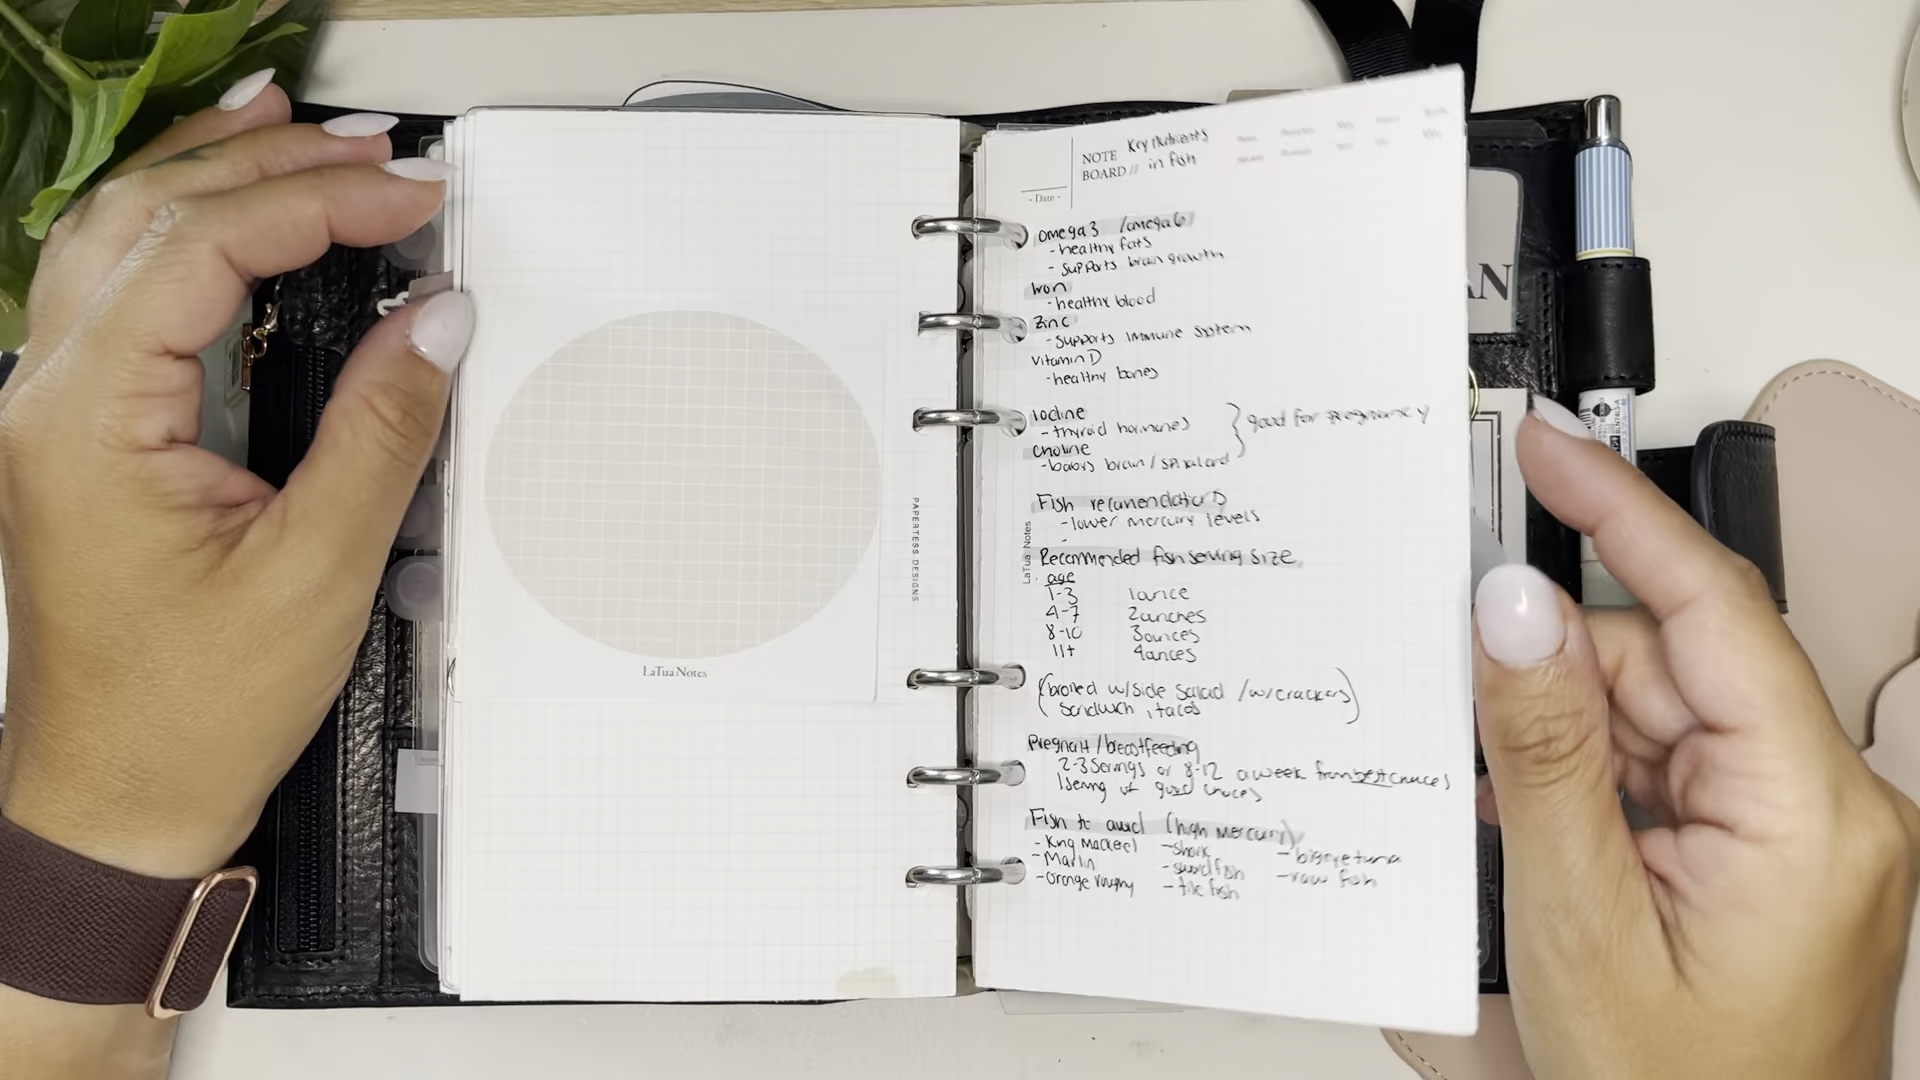 LaTua Notes
PAPERTESS DESIGNS
NOTE
BOARD //
Key nutrients
in fish
- Date -
omega 3 /omega 6
- healthy fats
- supports brain growth
Iron
- healthy blood
Zinc
- supports immune system
Vitamin D
- healthy bones
Iodine
- thyroid hormones
Choline
- babys brain /
} good for pregnancy
Fish
- lower mercury levels
-
LaTua Notes
Recommended fish serving size.
age
1-3 1 ounce
4-7 2
8-10 3 ounces
11+ 4 ounces
(broiled w/side salad /w/crackers)
sandwich, tacos
Pregnant /breastfeeding
2-3 servings or 8-12 a week from best choices
1 serving of good choices
Fish to avoid (high mercury)
- King Mackerel - shark - bigeye tuna
- Marlin - swordfish - raw fish
- orange roughy - tile fish
AN